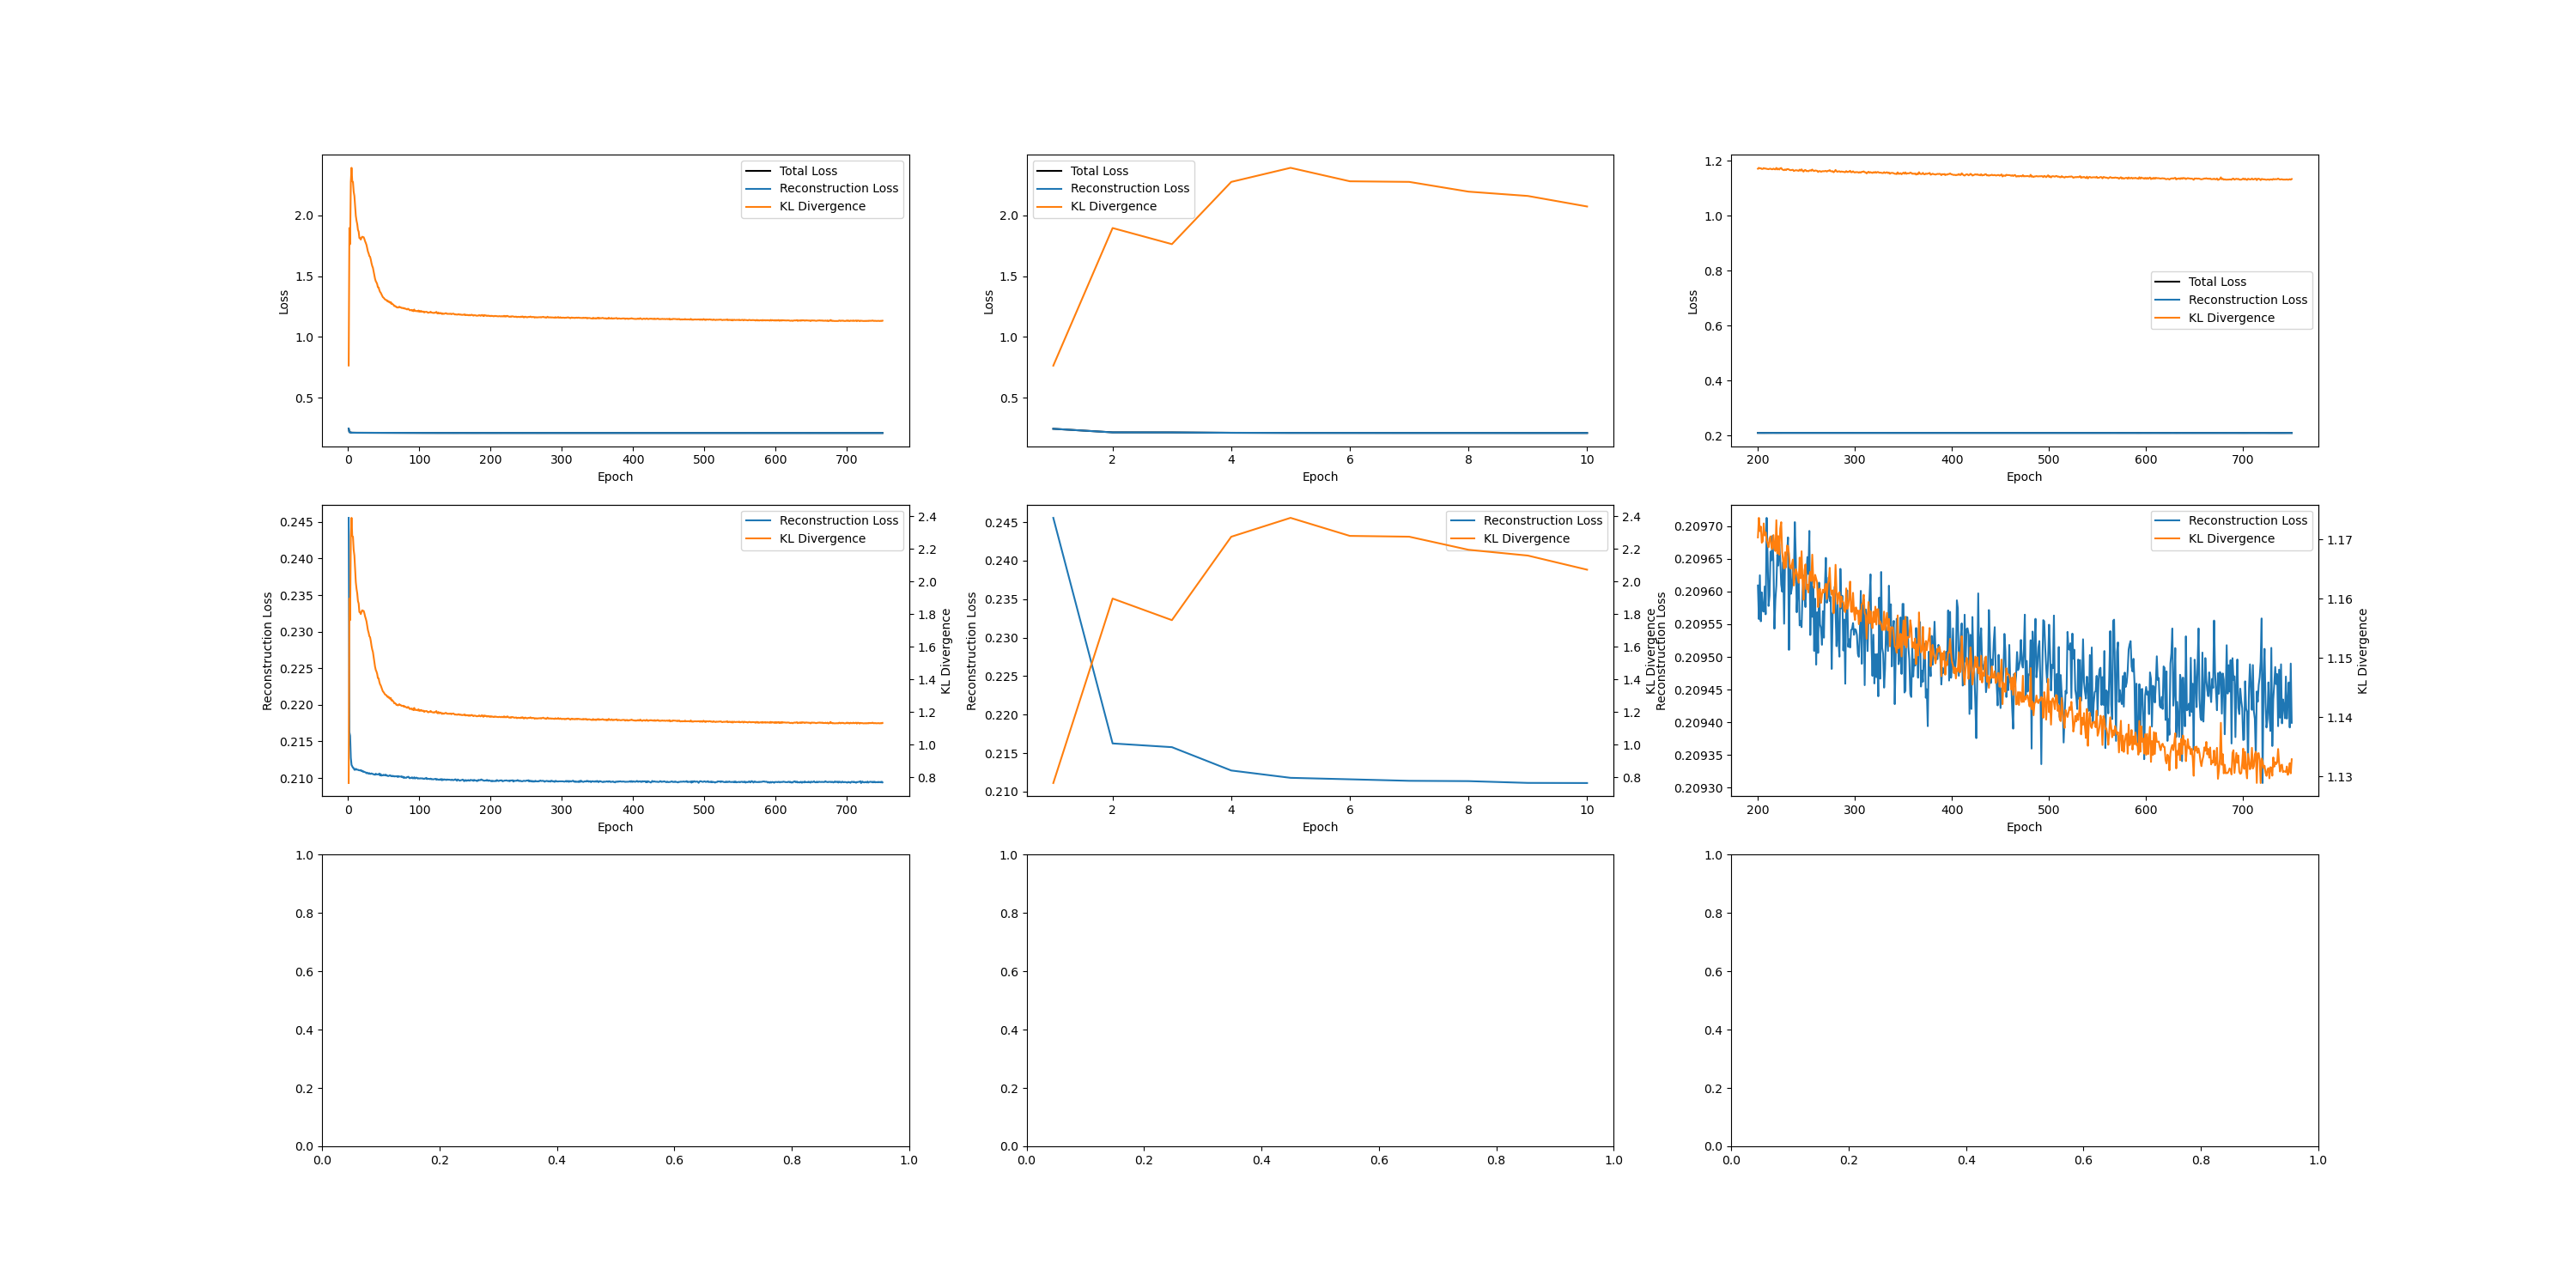 Total Loss
Reconstruction Loss
KL Divergence
Loss
2.0
1.5
1.0
0.5
0 100 200 300 400 500 600 700
Epoch
Total Loss
Reconstruction Loss
KL Divergence
Loss
2.0
1.5
1.0
0.5
2 4 6 8 10
Epoch
Total Loss
Reconstruction Loss
KL Divergence
Loss
1.2
1.0
0.8
0.6
0.4
0.2
200 300 400 500 600 700
Epoch
Reconstruction Loss
KL Divergence
Reconstruction Loss
0.245
0.240
0.235
0.230
0.225
0.220
0.215
0.210
2.4
2.2
2.0
1.8
1.6
1.4
1.2
1.0
0.8
KL Divergence
0 100 200 300 400 500 600 700
Epoch
Reconstruction Loss
KL Divergence
Reconstruction Loss
0.245
0.240
0.235
0.230
0.225
0.220
0.215
0.210
2.4
2.2
2.0
1.8
1.6
1.4
1.2
1.0
0.8
KL Divergence
2 4 6 8 10
Epoch
Reconstruction Loss
KL Divergence
Reconstruction Loss
0.20970
0.20965
0.20960
0.20955
0.20950
0.20945
0.20940
0.20935
0.20930
1.17
1.16
1.15
1.14
1.13
KL Divergence
200 300 400 500 600 700
Epoch
1.0
0.8
0.6
0.4
0.2
0.0
0.0 0.2 0.4 0.6 0.8 1.0
1.0
0.8
0.6
0.4
0.2
0.0
0.0 0.2 0.4 0.6 0.8 1.0
1.0
0.8
0.6
0.4
0.2
0.0
0.0 0.2 0.4 0.6 0.8 1.0